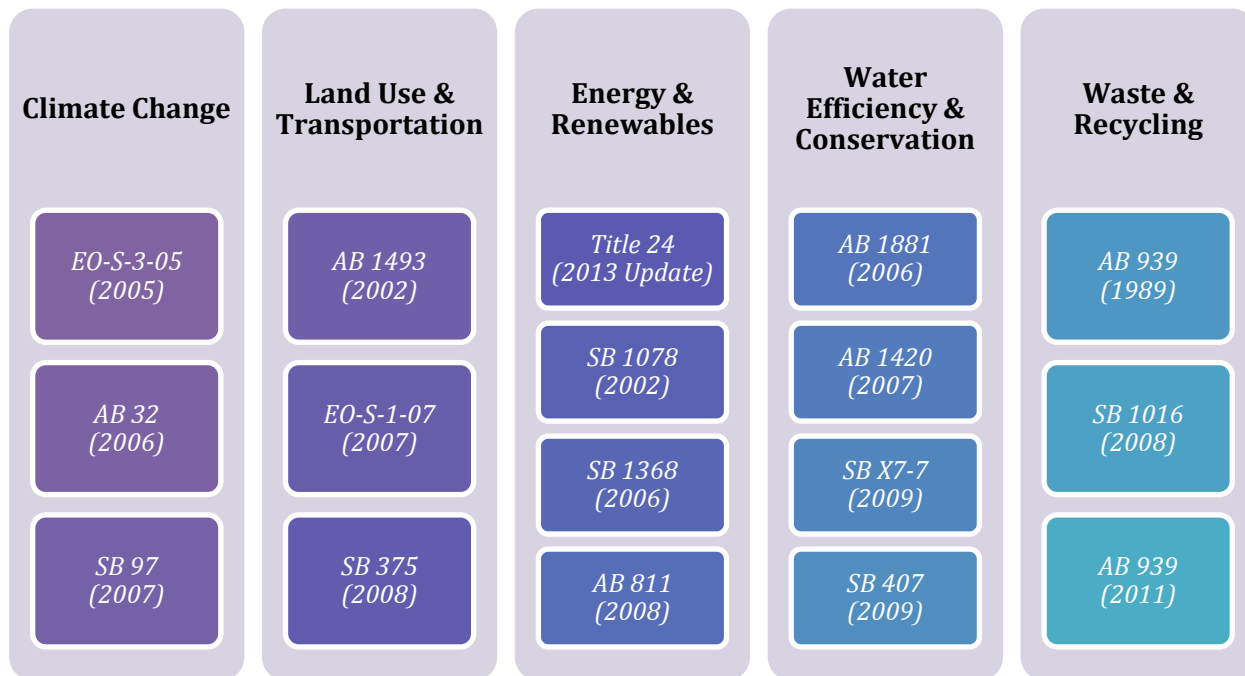 Climate Change
EO-S-3-05
(2005)
AB 32
(2006)
SB 97
(2007)
Land Use &
Transportation
AB 1493
(2002)
EO-S-1-07
(2007)
SB 375
(2008)
Energy &
Renewables
Title 24
(2013 Update)
SB 1078
(2002)
SB 1368
(2006)
AB 811
(2008)
Water
Efficiency &
Conservation
AB 1881
(2006)
AB 1420
(2007)
SB X7-7
(2009)
SB 407
(2009)
Waste &
Recycling
AB 939
(1989)
SB 1016
(2008)
AB 939
(2011)